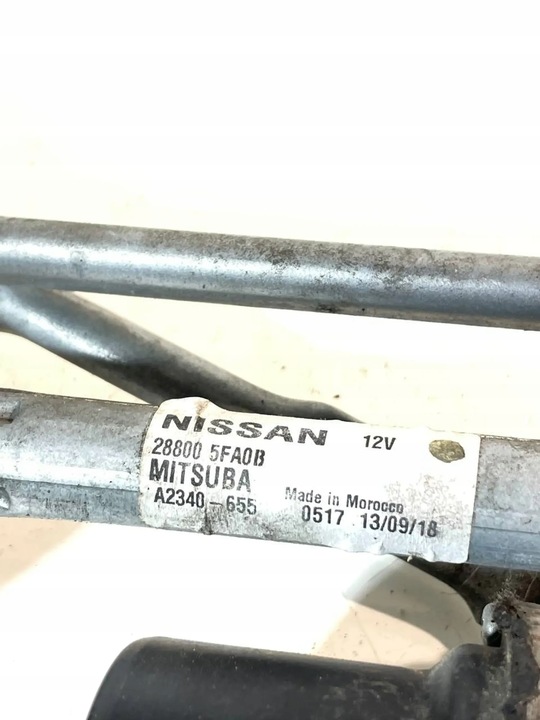 NISSAN 12V
28800 5FA0B
MITSUBA
A2340-655 Made in Morocco
0517 13/09/18